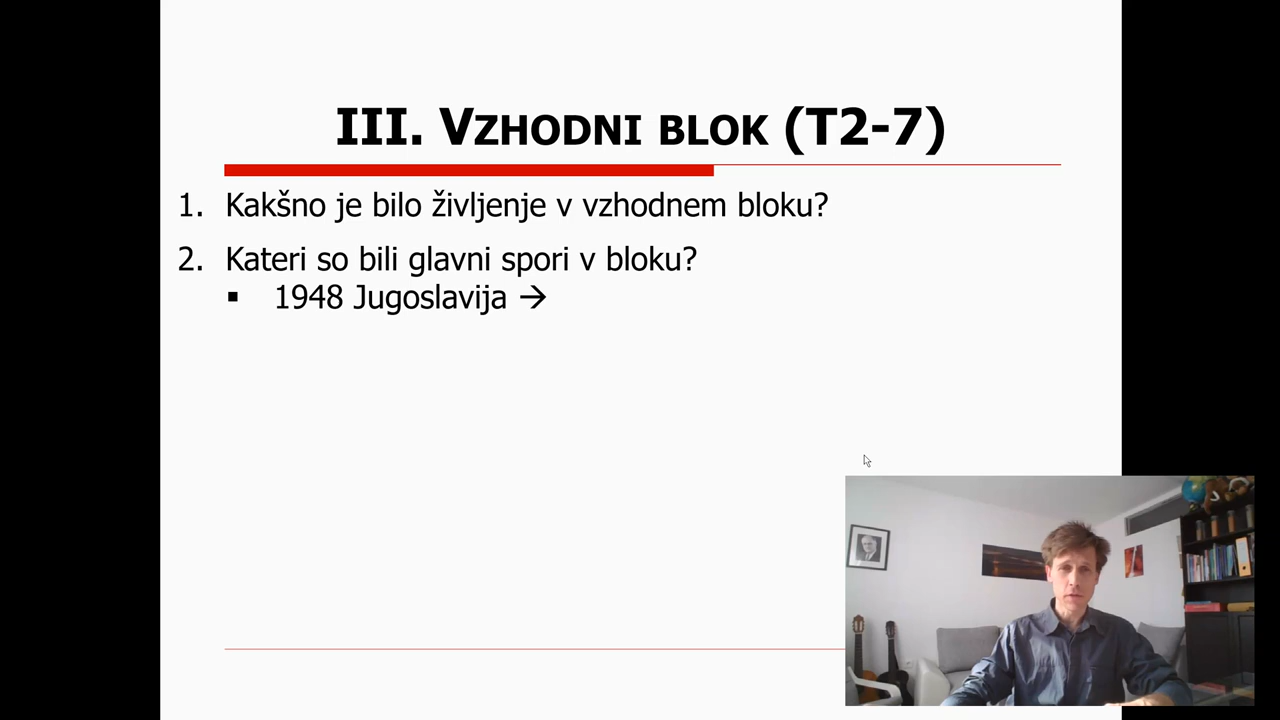 III. VZHODNI BLOK (T2-7)
1. Kakšno je bilo življenje v vzhodnem bloku?
2. Kateri so bili glavni spori v bloku?
▪ 1948 Jugoslavija →